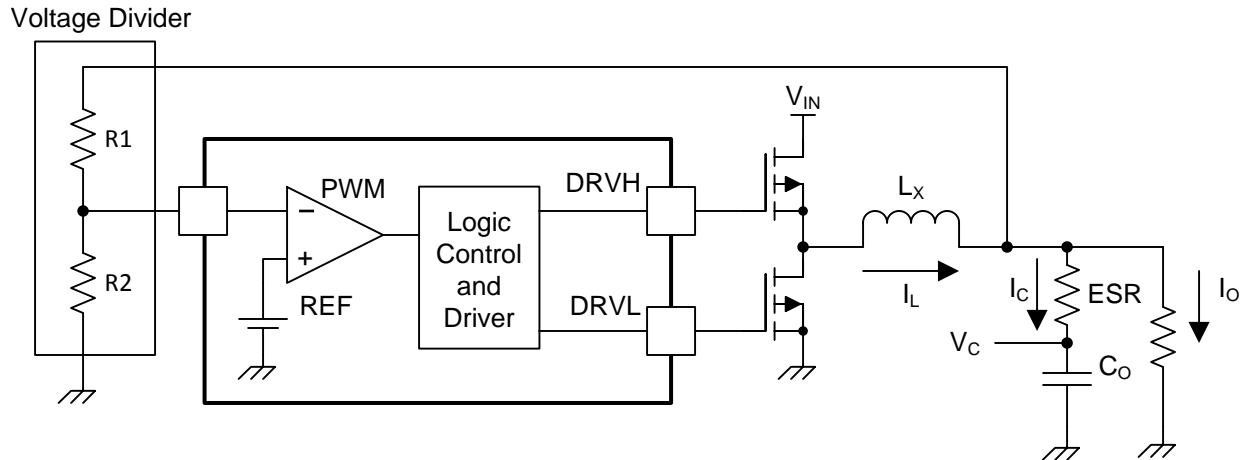 Voltage Divider
R1
R2
PWM
REF
Logic
Control
and
Driver
DRVH
DRVL
V_IN
L_X
I_L
I_C
ESR
V_C
C_O
I_O